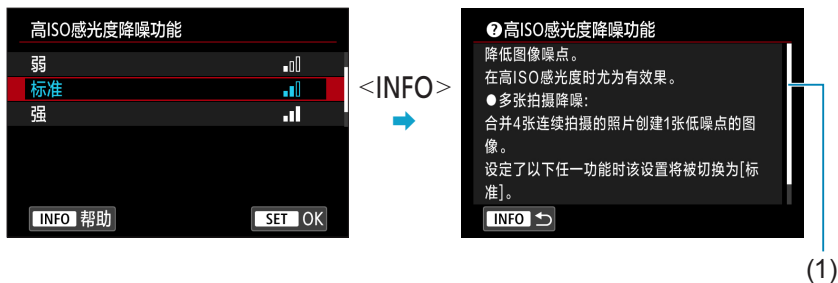 高ISO感光度降噪功能
弱
标准
强
INFO 帮助
SET OK
<INFO>
?高ISO感光度降噪功能
降低图像噪点。
在高ISO感光度时尤为有效果。
●多张拍摄降噪:
合并4张连续拍摄的照片创建1张低噪点的图
像。
设定了以下任一功能时该设置将被切换为[标
准]。
INFO
(1)